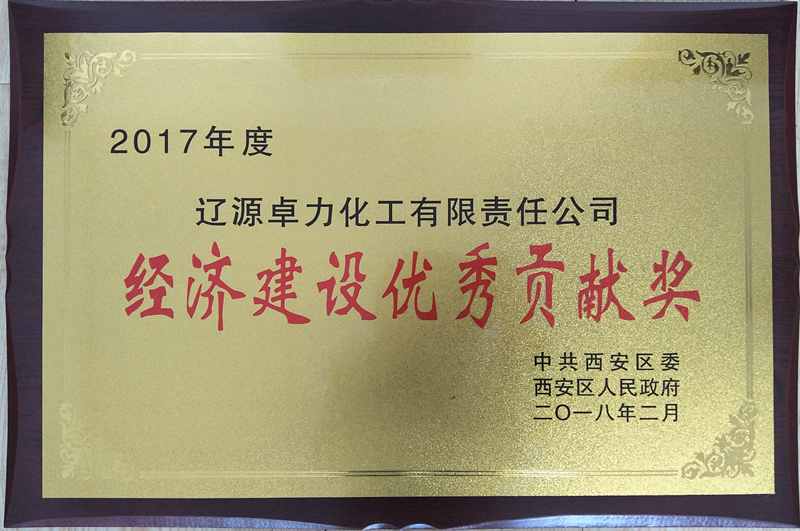 2017年度
辽源卓力化工有限责任公司
经济建设优秀贡献奖
中共西安区委
西安区人民政府
二〇一八年二月